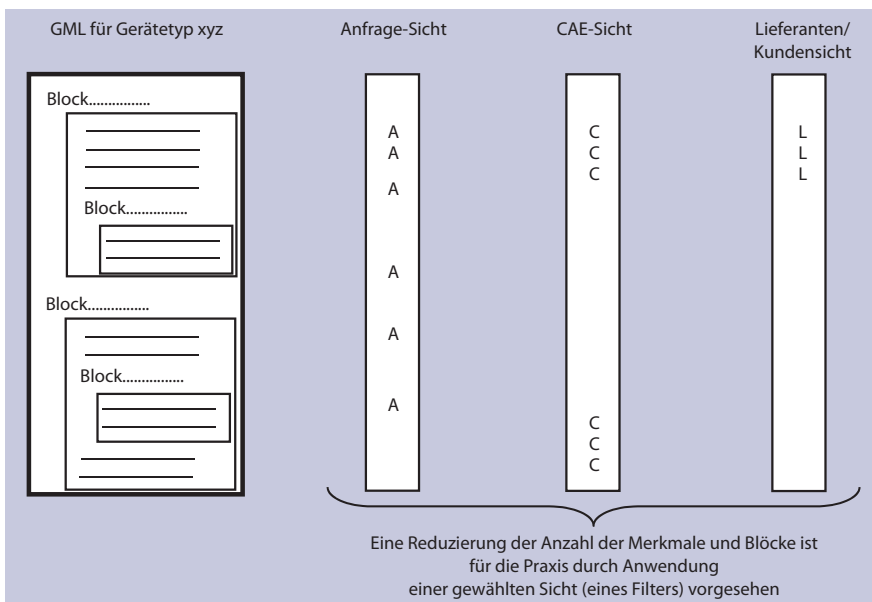 GML für Gerätetyp xyz
Anfrage-Sicht
CAE-Sicht
Lieferanten/
Kundensicht
Block................
Block................
Block................
Block................
A
A
A
A
A
A
C
C
C
C
C
C
L
L
L
Eine Reduzierung der Anzahl der Merkmale und Blöcke ist
für die Praxis durch Anwendung
einer gewählten Sicht (eines Filters) vorgesehen